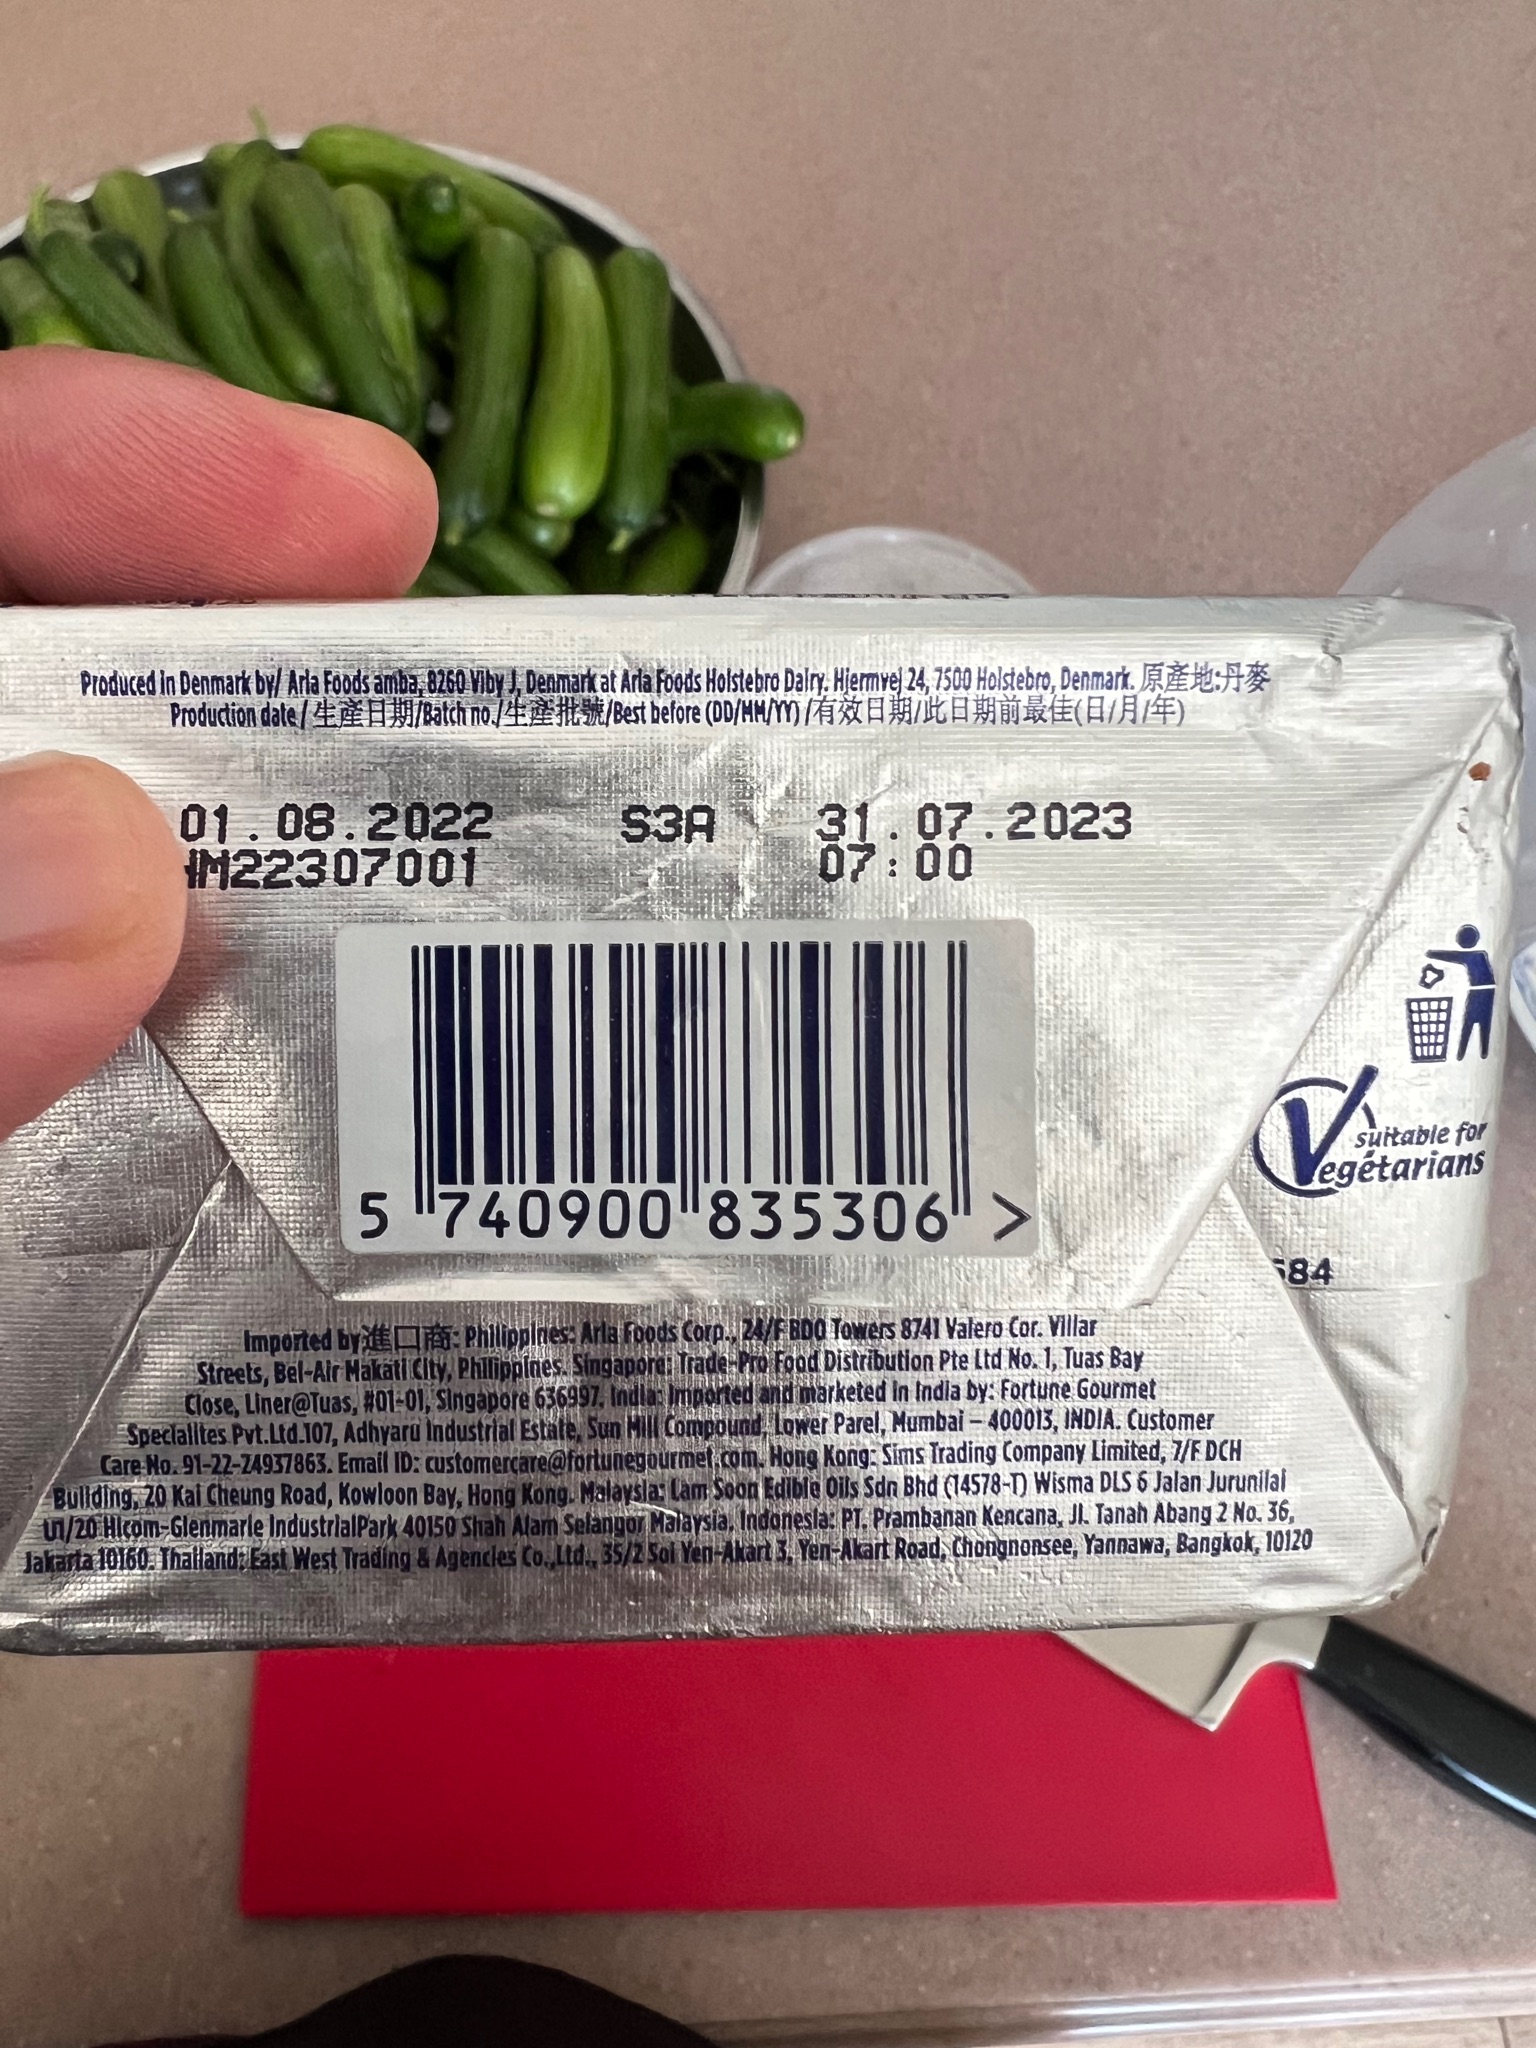 Produced in Denmark by/ Arla Foods amba, 8260 Viby J, Denmark at Arla Foods Holstebro Dairy. Hjermvej 24, 7500 Holstebro, Denmark. 原產地:丹麥
Production date / 生產日期/Batch no./生產批號/Best before (DD/MM/YY) /有效日期/此日期前最佳(日/月/年)
01.08.2022 S3A 31.07.2023
M22307001 07:00
5 740900 835306 >
suitable for
Vegetarians
684
Imported by進口商: Philippines: Arla Foods Corp., 24/F BDO Towers 8741 Valero Cor. Villar
Streets, Bel-Air Makati City, Philippines. Singapore: Trade-Pro Food Distribution Pte Ltd No. 1, Tuas Bay
Close, Liner@Tuas, #01-01, Singapore 636997. India: Imported and marketed in India by: Fortune Gourmet
Specialites Pvt.Ltd.107, Adhyaru Industrial Estate, Sun Mill Compound, Lower Parel, Mumbai – 400013, INDIA. Customer
Care No. 91-22-24937863. Email ID: customercare@fortunegourmet.com. Hong Kong: Sims Trading Company Limited, 7/F DCH
Building, 20 Kai Cheung Road, Kowloon Bay, Hong Kong. Malaysia: Lam Soon Edible Oils Sdn Bhd (14578-T) Wisma DLS 6 Jalan Jurunilai
U1/20 Hicom-Glenmarie IndustrialPark 40150 Shah Alam Selangor Malaysia. Indonesia: PT. Prambanan Kencana, Jl. Tanah Abang 2 No. 36,
Jakarta 10160. Thailand: East West Trading & Agencies Co.,Ltd., 35/2 Soi Yen-Akart 3, Yen-Akart Road, Chongnonsee, Yannawa, Bangkok, 10120